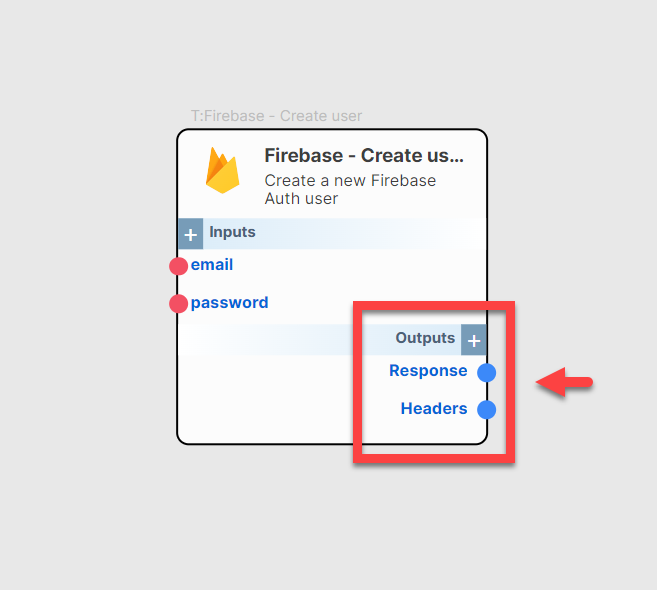 T:Firebase - Create user
Firebase - Create us...
Create a new Firebase
Auth user
+ Inputs
email
password
Outputs +
Response
Headers